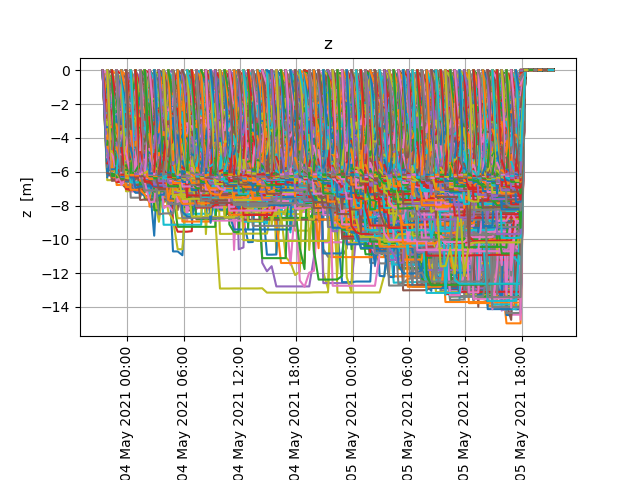 z
0
−2
−4
−6
−8
−10
−12
−14
z [m]
04 May 2021 00:00
04 May 2021 06:00
04 May 2021 12:00
04 May 2021 18:00
05 May 2021 00:00
05 May 2021 06:00
05 May 2021 12:00
05 May 2021 18:00